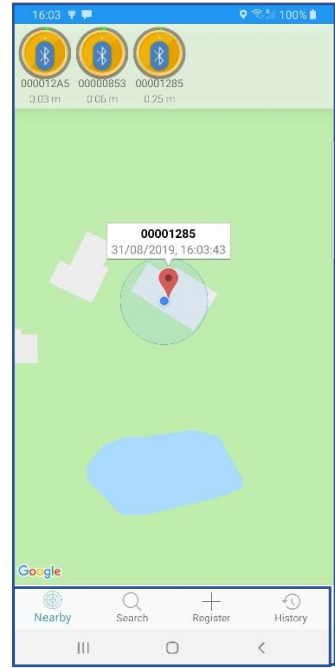 16:03 100%
000012A5 00000853 00001285
0.03 m 0.06 m 0.25 m
00001285
31/08/2019, 16:03:43
Google
Nearby Search Register History